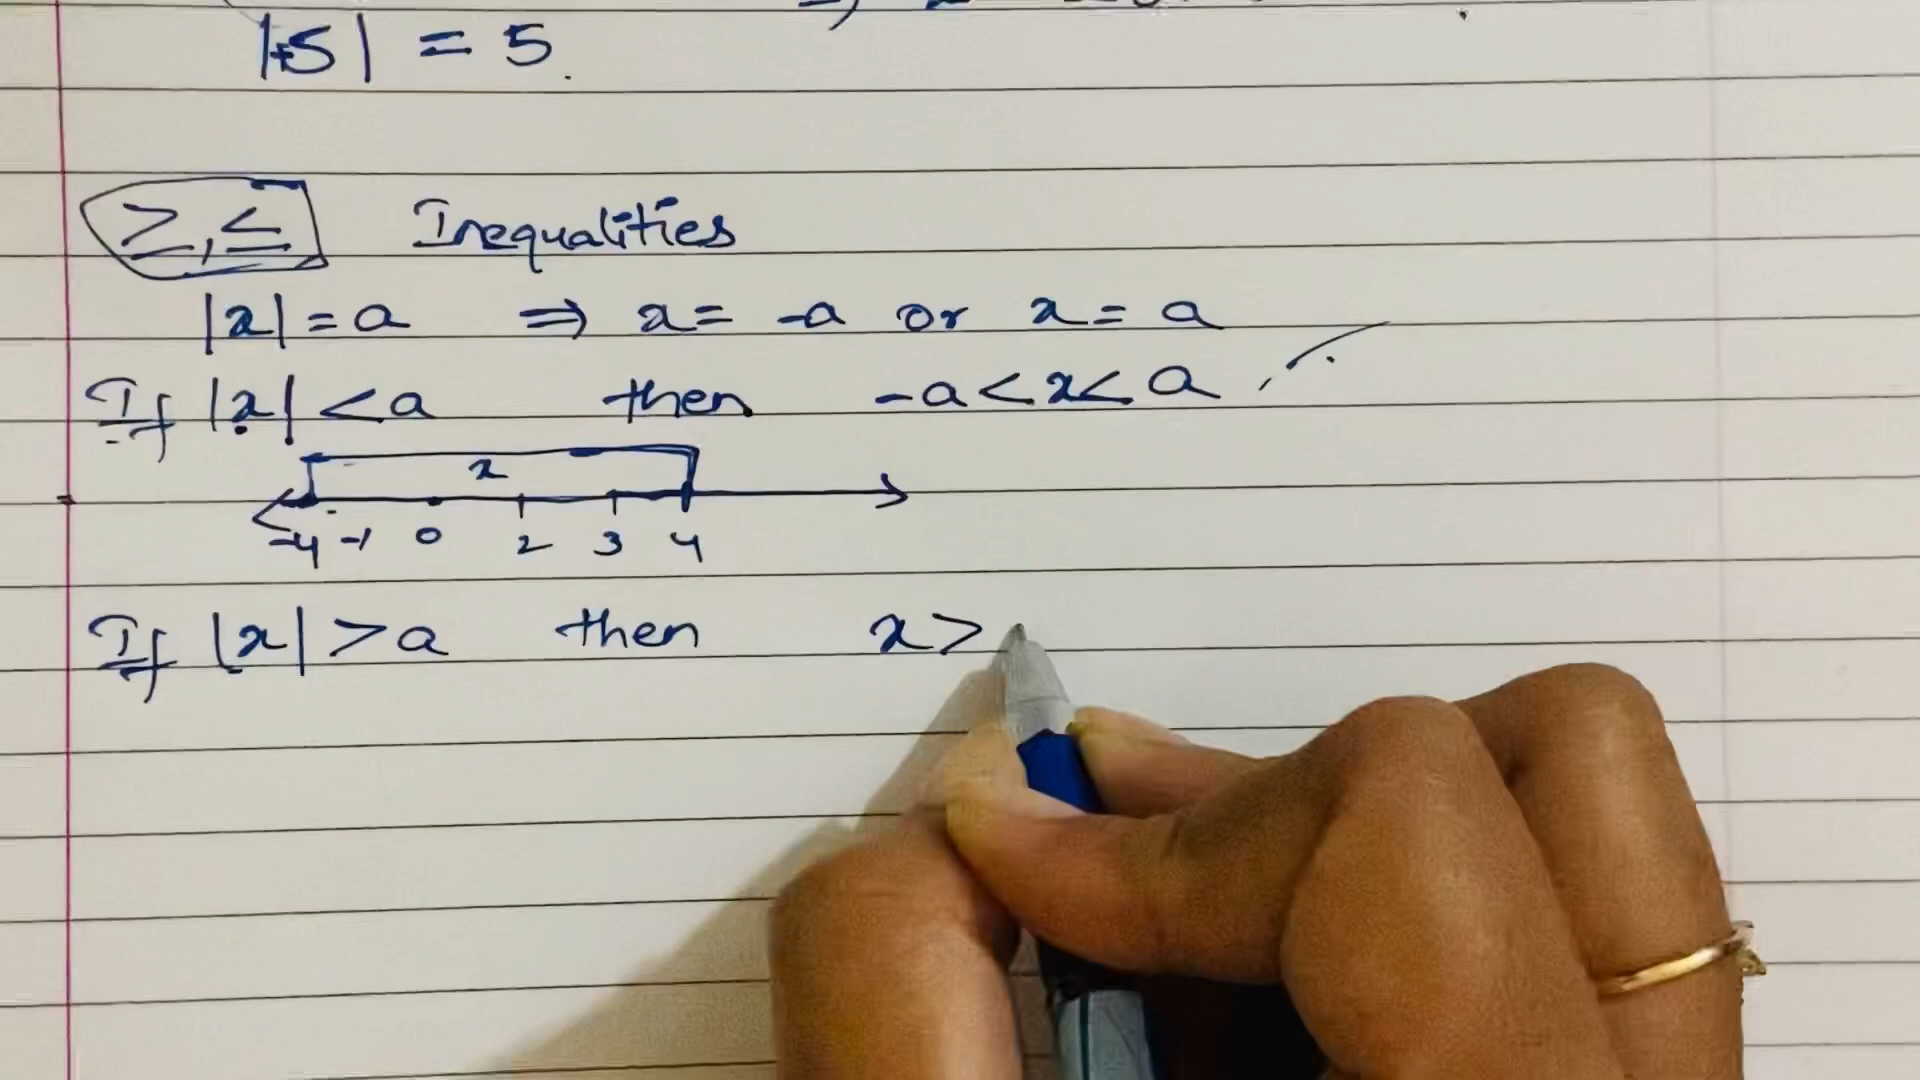 |+5| = 5.
≥, ≤ Inequalities
|x| = a ⇒ x = -a or x = a
If |x| < a then -a < x < a
x
-4 -1 0 2 3 4
If |x| > a then x >